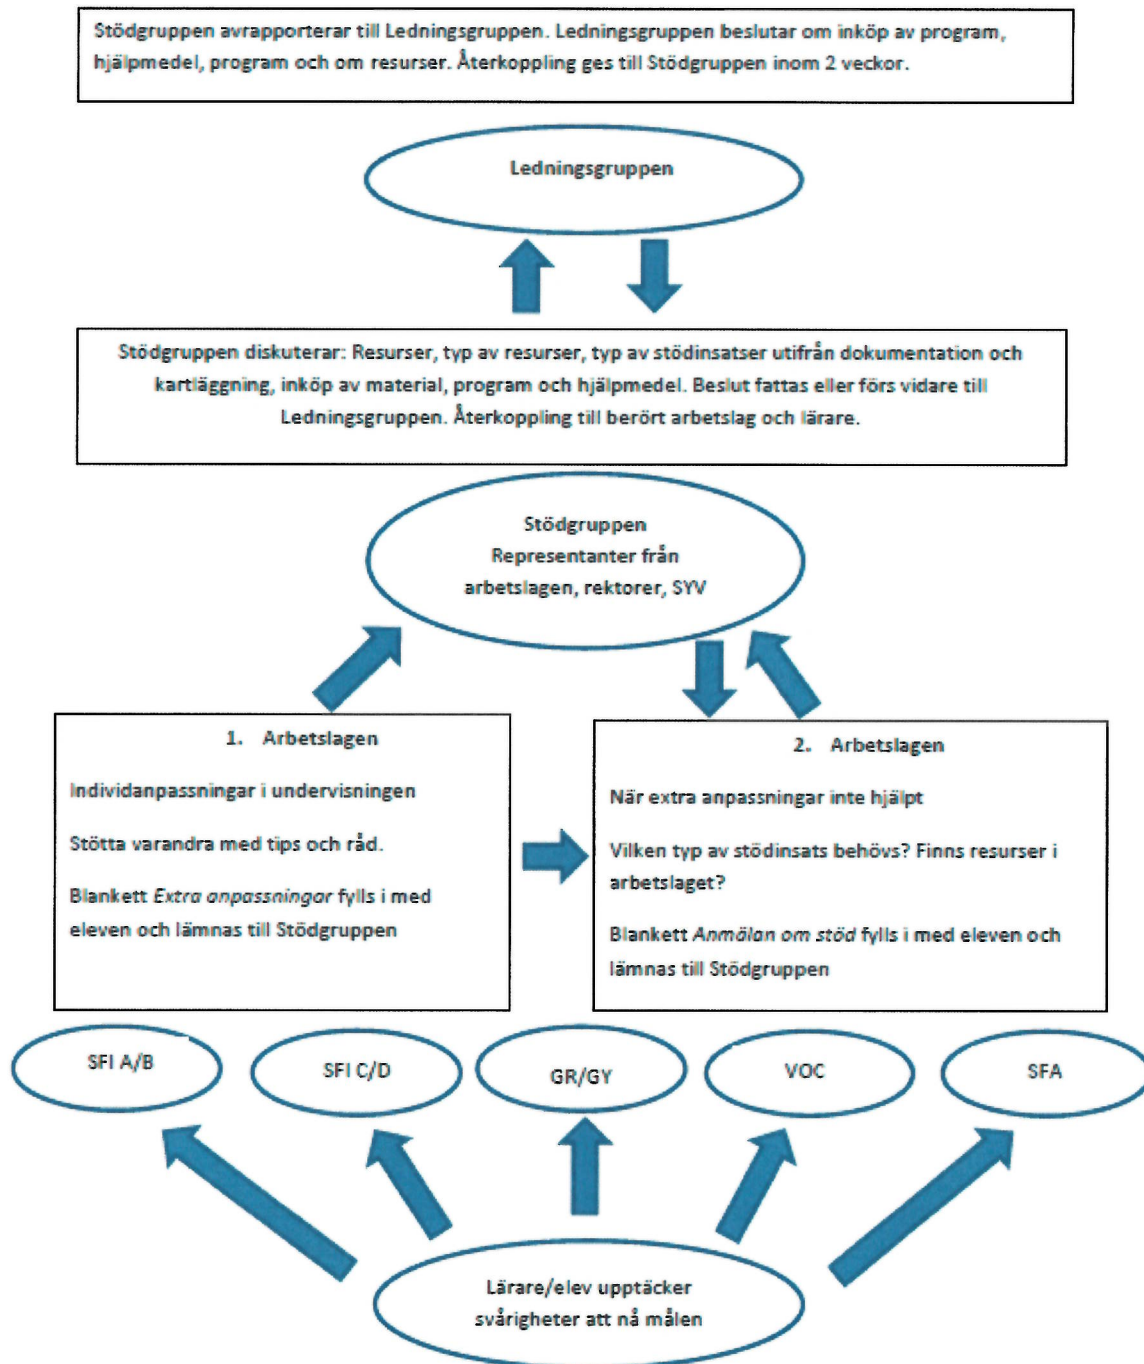 Stödgruppen avrapporterar till Ledningsgruppen. Ledningsgruppen beslutar om inköp av program,
hjälpmedel, program och om resurser. Återkoppling ges till Stödgruppen inom 2 veckor.
Ledningsgruppen
Stödgruppen diskuterar: Resurser, typ av resurser, typ av stödinsatser utifrån dokumentation och
kartläggning, inköp av material, program och hjälpmedel. Beslut fattas eller förs vidare till
Ledningsgruppen. Återkoppling till berört arbetslag och lärare.
Stödgruppen
Representanter från
arbetslagen, rektorer, SYV
1. Arbetslagen
Individanpassningar i undervisningen
Stötta varandra med tips och råd.
Blankett Extra anpassningar fylls i med
eleven och lämnas till Stödgruppen
2. Arbetslagen
När extra anpassningar inte hjälpt
Vilken typ av stödinsats behövs? Finns resurser i
arbetslaget?
Blankett Anmälan om stöd fylls i med eleven och
lämnas till Stödgruppen
SFI A/B
SFI C/D
GR/GY
VOC
SFA
Lärare/elev upptäcker
svårigheter att nå målen